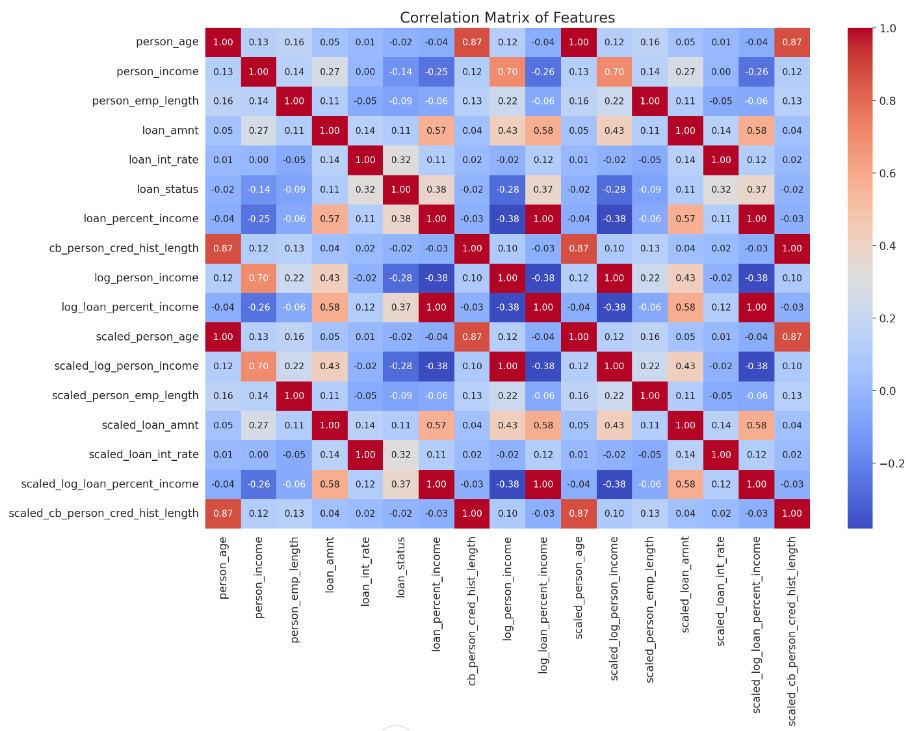 Correlation Matrix of Features
person_age 1.00 0.13 0.16 0.05 0.01 -0.02 -0.04 0.87 0.12 -0.04 1.00 0.12 0.16 0.05 0.01 -0.04 0.87
person_income 0.13 1.00 0.14 0.27 0.00 -0.14 -0.25 0.12 0.70 -0.26 0.13 0.70 0.14 0.27 0.00 -0.26 0.12
person_emp_length 0.16 0.14 1.00 0.11 -0.05 -0.09 -0.06 0.13 0.22 -0.06 0.16 0.22 1.00 0.11 -0.05 -0.06 0.13
loan_amnt 0.05 0.27 0.11 1.00 0.14 0.11 0.57 0.04 0.43 0.58 0.05 0.43 0.11 1.00 0.14 0.58 0.04
loan_int_rate 0.01 0.00 -0.05 0.14 1.00 0.32 0.11 0.02 -0.02 0.12 0.01 -0.02 -0.05 0.14 1.00 0.12 0.02
loan_status -0.02 -0.14 -0.09 0.11 0.32 1.00 0.38 -0.02 -0.28 0.37 -0.02 -0.28 -0.09 0.11 0.32 0.37 -0.02
loan_percent_income -0.04 -0.25 -0.06 0.57 0.11 0.38 1.00 -0.03 -0.38 1.00 -0.04 -0.38 -0.06 0.57 0.11 1.00 -0.03
cb_person_cred_hist_length 0.87 0.12 0.13 0.04 0.02 -0.02 -0.03 1.00 0.10 -0.03 0.87 0.10 0.13 0.04 0.02 -0.03 1.00
log_person_income 0.12 0.70 0.22 0.43 -0.02 -0.28 -0.38 0.10 1.00 -0.38 0.12 1.00 0.22 0.43 -0.02 -0.38 0.10
log_loan_percent_income -0.04 -0.26 -0.06 0.58 0.12 0.37 1.00 -0.03 -0.38 1.00 -0.04 -0.38 -0.06 0.58 0.12 1.00 -0.03
scaled_person_age 1.00 0.13 0.16 0.05 0.01 -0.02 -0.04 0.87 0.12 -0.04 1.00 0.12 0.16 0.05 0.01 -0.04 0.87
scaled_log_person_income 0.12 0.70 0.22 0.43 -0.02 -0.28 -0.38 0.10 1.00 -0.38 0.12 1.00 0.22 0.43 -0.02 -0.38 0.10
scaled_person_emp_length 0.16 0.14 1.00 0.11 -0.05 -0.09 -0.06 0.13 0.22 -0.06 0.16 0.22 1.00 0.11 -0.05 -0.06 0.13
scaled_loan_amnt 0.05 0.27 0.11 1.00 0.14 0.11 0.57 0.04 0.43 0.58 0.05 0.43 0.11 1.00 0.14 0.58 0.04
scaled_loan_int_rate 0.01 0.00 -0.05 0.14 1.00 0.32 0.11 0.02 -0.02 0.12 0.01 -0.02 -0.05 0.14 1.00 0.12 0.02
scaled_log_loan_percent_income -0.04 -0.26 -0.06 0.58 0.12 0.37 1.00 -0.03 -0.38 1.00 -0.04 -0.38 -0.06 0.58 0.12 1.00 -0.03
scaled_cb_person_cred_hist_length 0.87 0.12 0.13 0.04 0.02 -0.02 -0.03 1.00 0.10 -0.03 0.87 0.10 0.13 0.04 0.02 -0.03 1.00
person_age
person_income
person_emp_length
loan_amnt
loan_int_rate
loan_status
loan_percent_income
cb_person_cred_hist_length
log_person_income
log_loan_percent_income
scaled_person_age
scaled_log_person_income
scaled_person_emp_length
scaled_loan_amnt
scaled_loan_int_rate
scaled_log_loan_percent_income
scaled_cb_person_cred_hist_length
1.0
0.8
0.6
0.4
0.2
0.0
−0.2